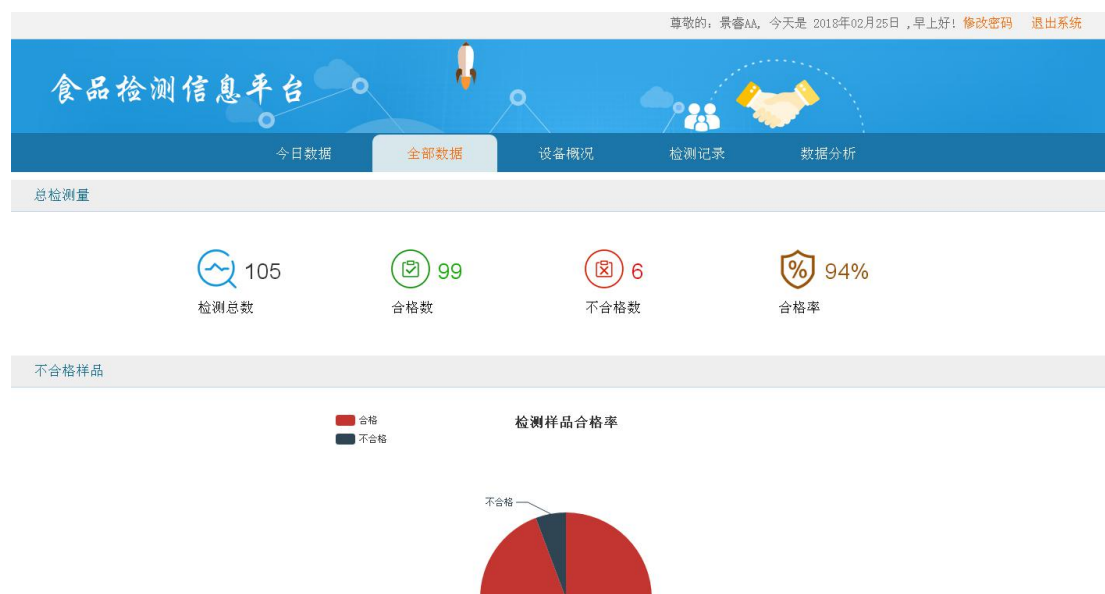 尊敬的：景睿AA, 今天是 2018年02月25日 ,早上好! 修改密码 退出系统
食品检测信息平台
今日数据 全部数据 设备概况 检测记录 数据分析
总检测量
105 99 6 94%
检测总数 合格数 不合格数 合格率
不合格样品
合格
不合格
检测样品合格率
不合格